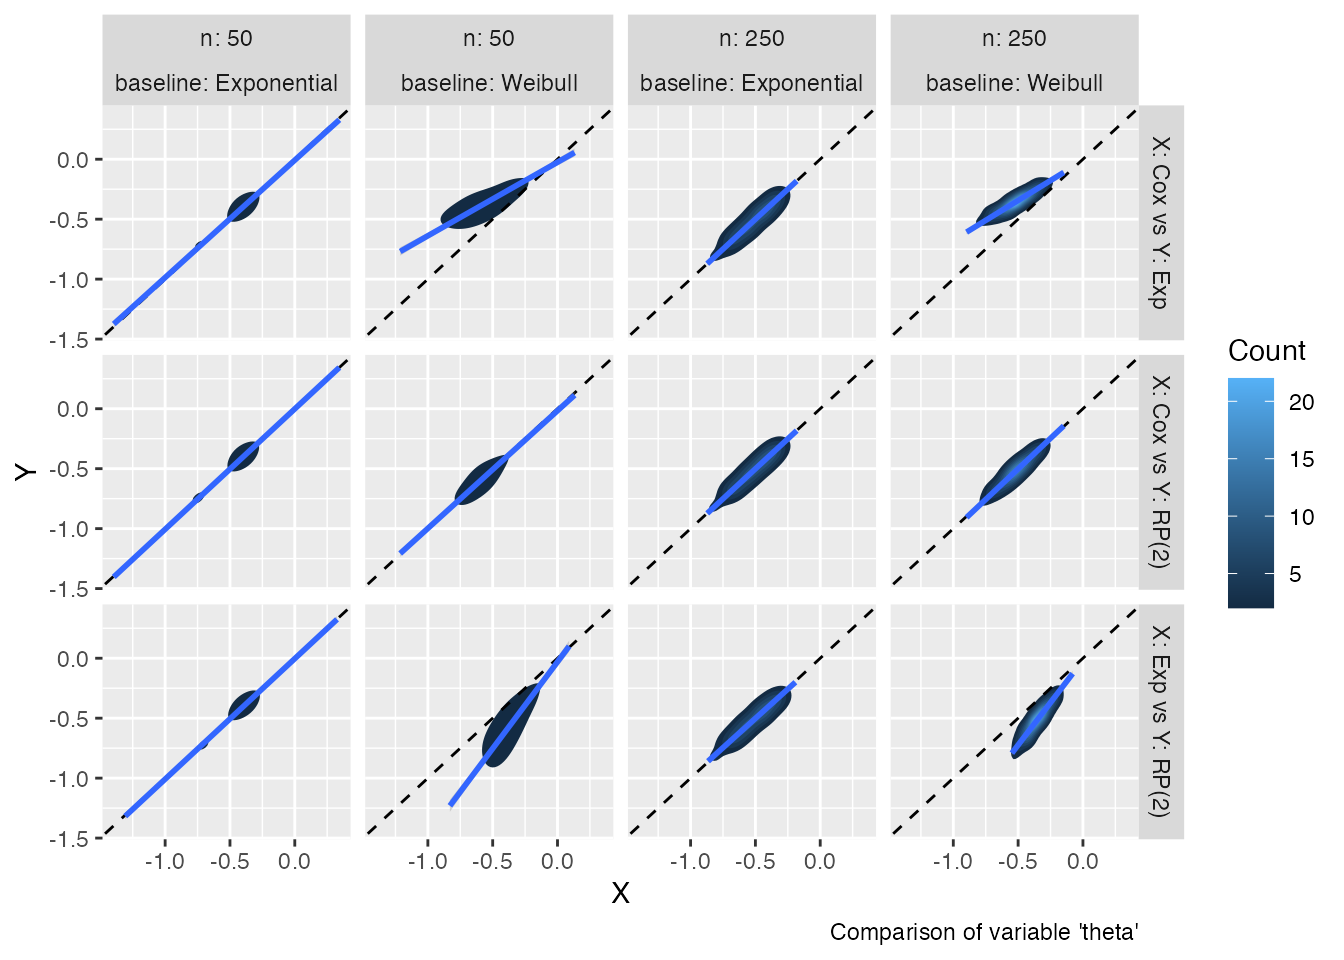 n: 50
n: 50
n: 250
n: 250
baseline: Exponential
baseline: Weibull
baseline: Exponential
baseline: Weibull
0.0
-0.5
-1.0
-1.5
X: Cox vs Y: Exp
0.0
-0.5
-1.0
-1.5
X: Cox vs Y: RP(2)
0.0
-0.5
-1.0
-1.5
X: Exp vs Y: RP(2)
Y
-1.0
-0.5
0.0
-1.0
-0.5
0.0
-1.0
-0.5
0.0
-1.0
-0.5
0.0
X
Count
20
15
10
5
Comparison of variable 'theta'